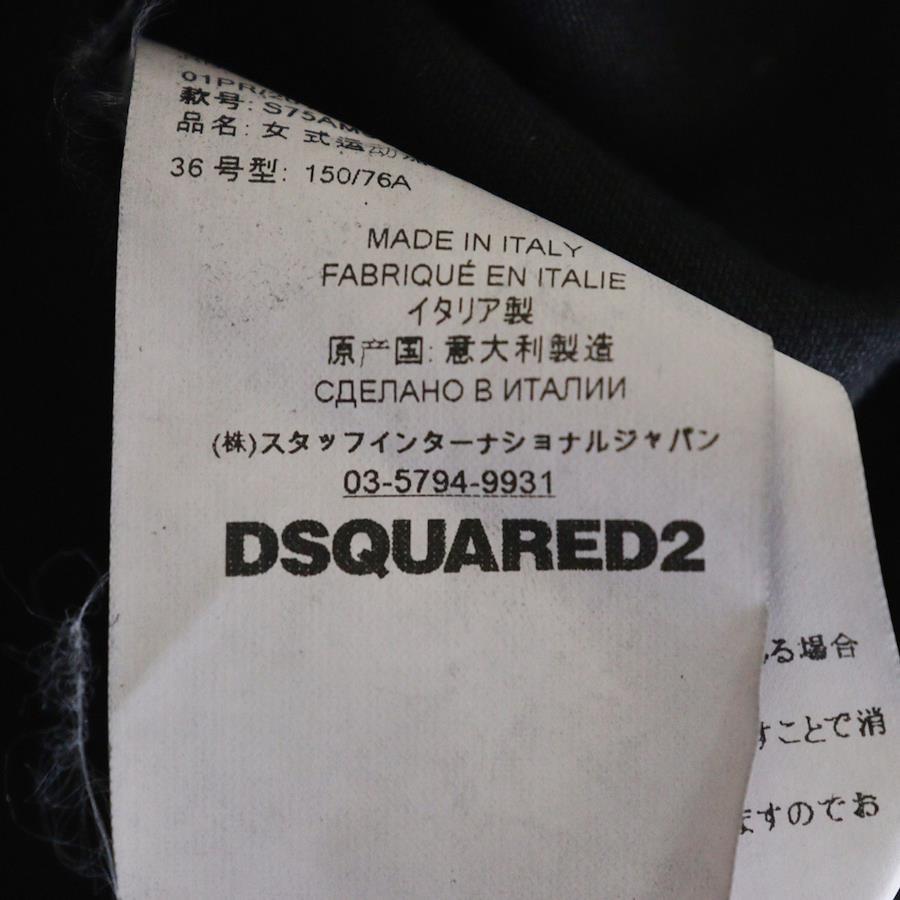 款号: S75AM
品名: 女 式运动
36 号型: 150/76A
MADE IN ITALY
FABRIQUÉ EN ITALIE
イタリア製
原产国: 意大利製造
СДЕЛАНО В ИТАЛИИ
(株)スタッフインターナショナルジャパン
03-5794-9931
DSQUARED2
る場合
すことで消
ますのでお